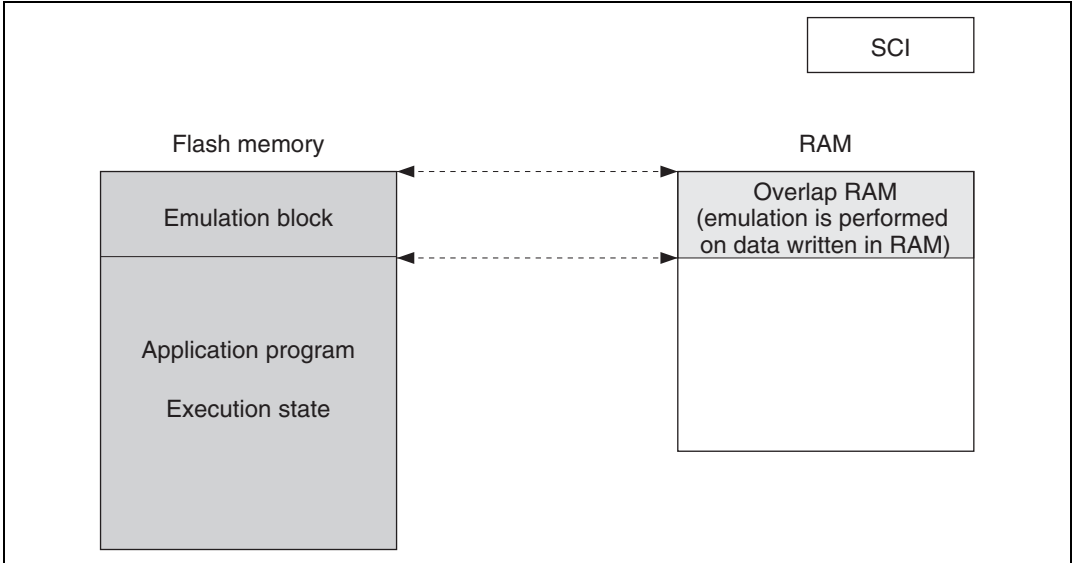 SCI
Flash memory
RAM
Emulation block
Overlap RAM
(emulation is performed
on data written in RAM)
Application program
Execution state